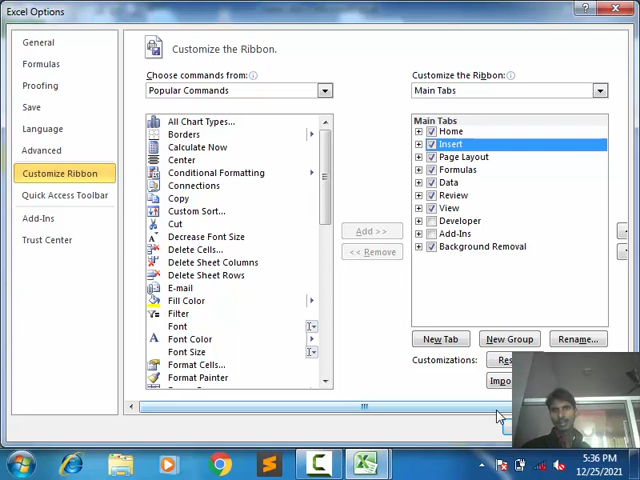 Excel Options
General
Formulas
Proofing
Save
Language
Advanced
Customize Ribbon
Quick Access Toolbar
Add-Ins
Trust Center
Customize the Ribbon.
Choose commands from:
Popular Commands
All Chart Types...
Borders
Calculate Now
Center
Conditional Formatting
Connections
Copy
Custom Sort...
Cut
Decrease Font Size
Delete Cells...
Delete Sheet Columns
Delete Sheet Rows
E-mail
Fill Color
Filter
Font
Font Color
Font Size
Format Cells...
Format Painter
Add >>
<< Remove
Customize the Ribbon:
Main Tabs
Main Tabs
Home
Insert
Page Layout
Formulas
Data
Review
View
Developer
Add-Ins
Background Removal
New Tab
New Group
Rename...
Customizations:
5:36 PM
12/25/2021